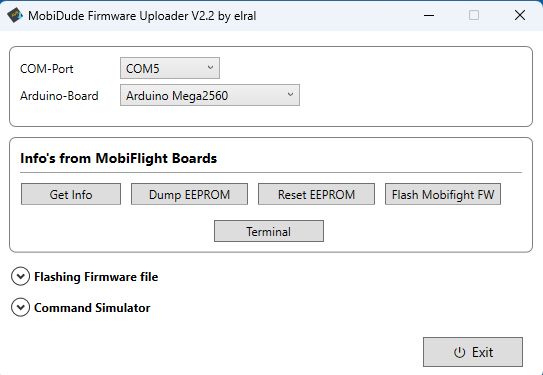 MobiDude Firmware Uploader V2.2 by elral
COM-Port COM5
Arduino-Board Arduino Mega2560
Info's from MobiFlight Boards
Get Info Dump EEPROM Reset EEPROM Flash Mobifight FW
Terminal
Flashing Firmware file
Command Simulator
Exit